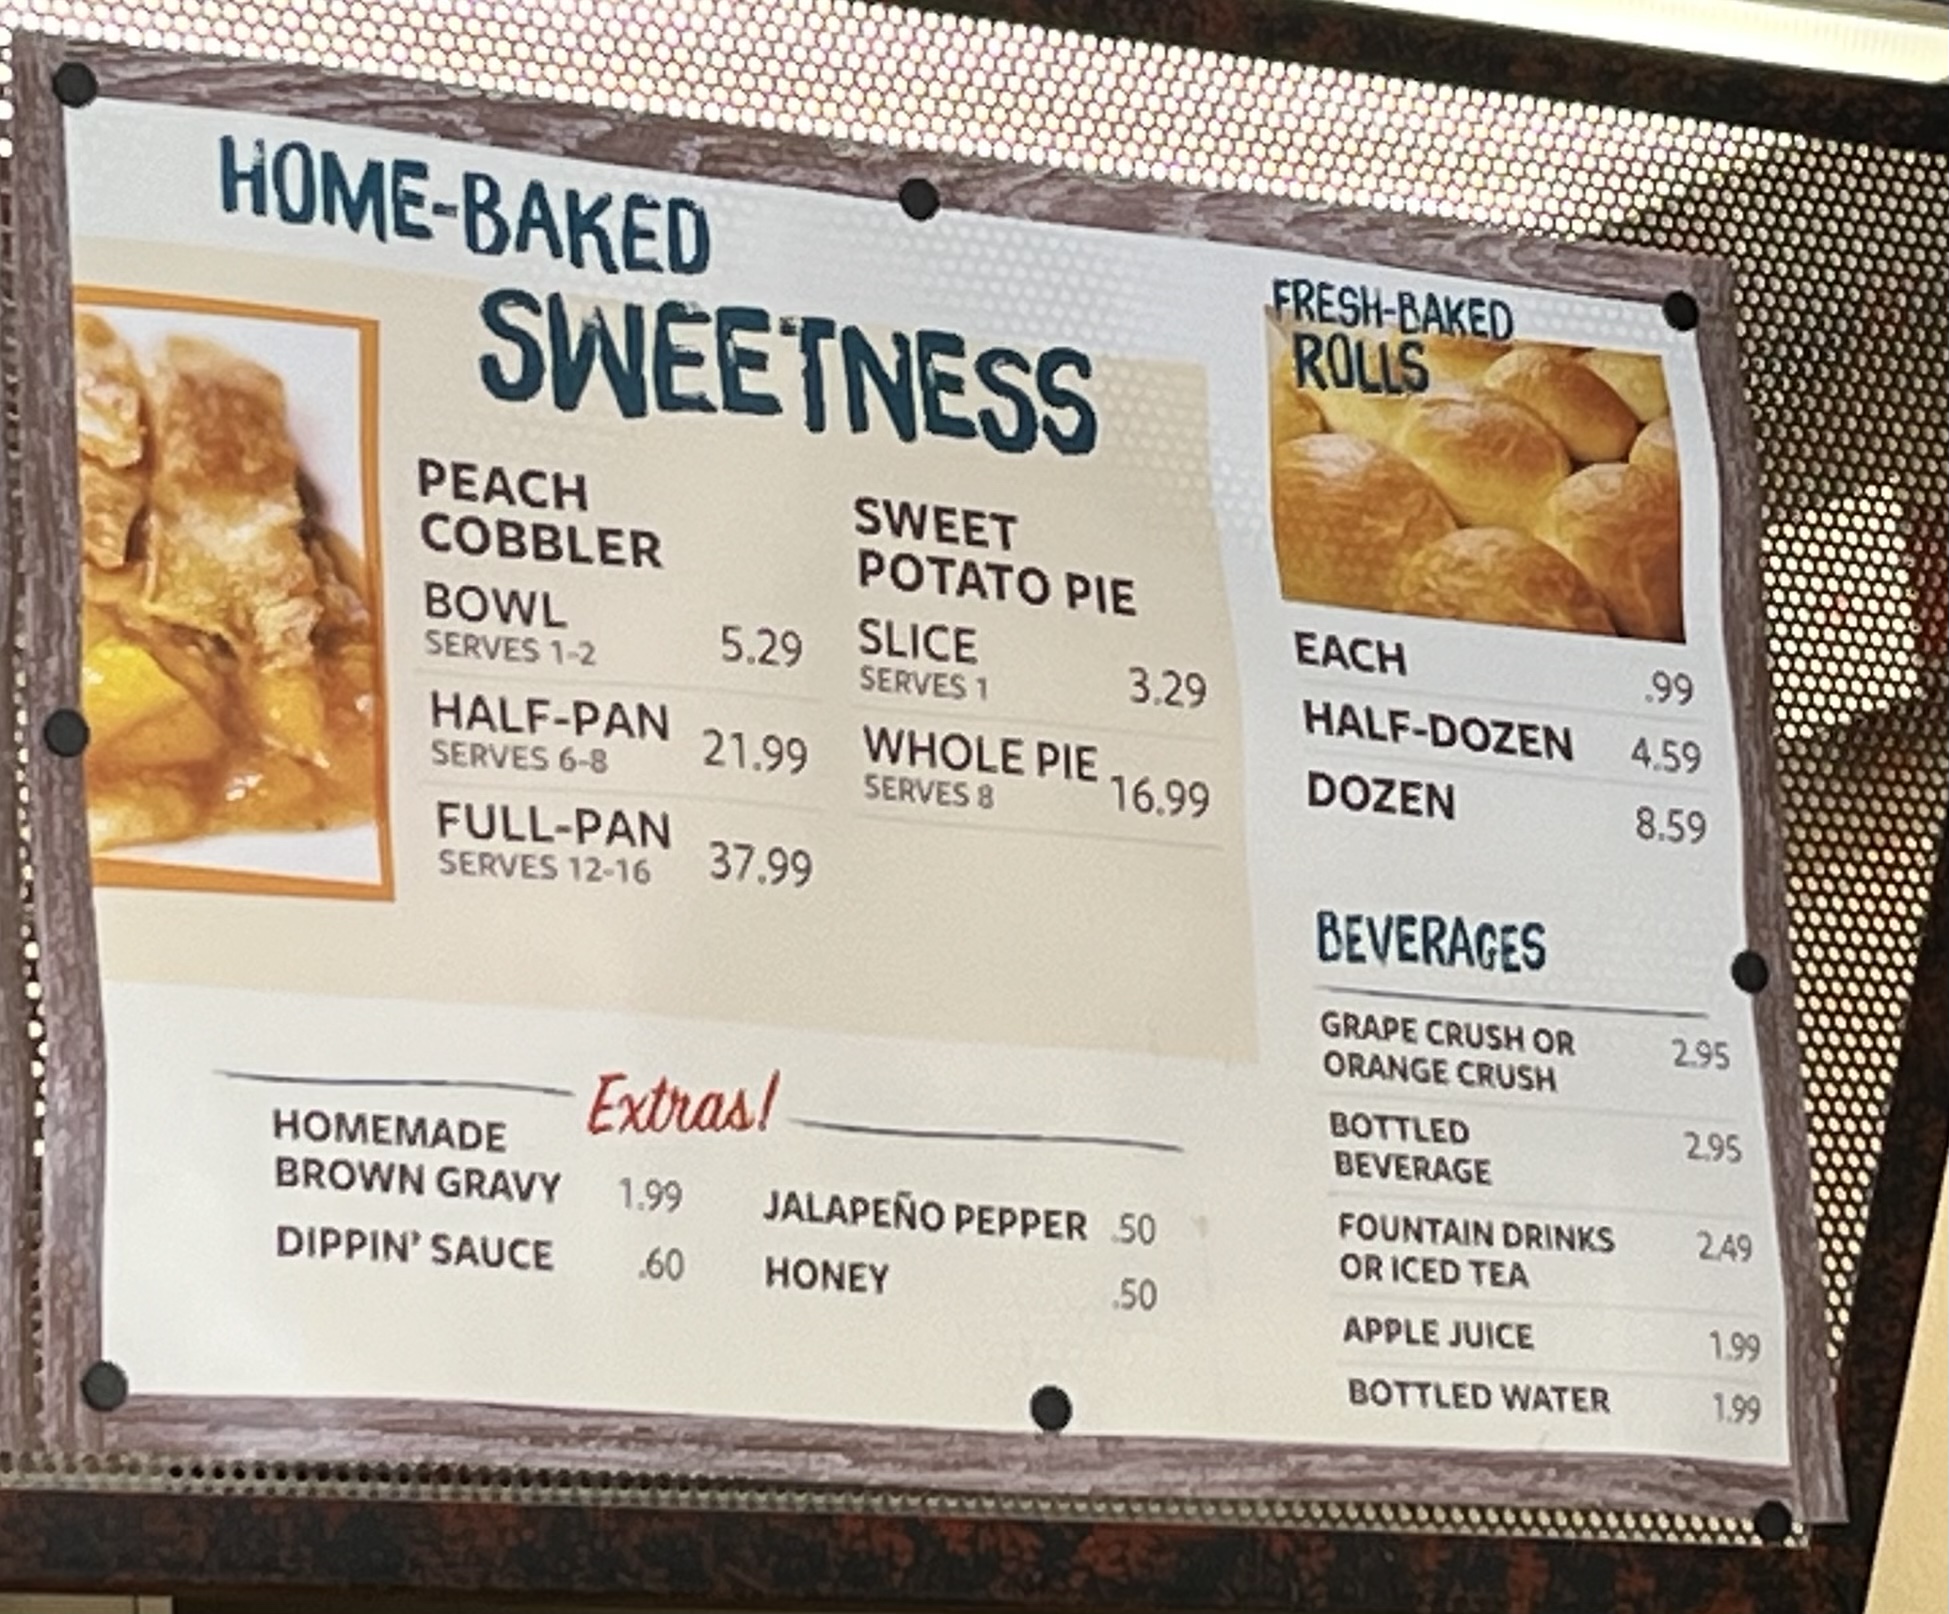 HOME-BAKED
SWEETNESS
PEACH
COBBLER
BOWL
SERVES 1-2 5.29
HALF-PAN
SERVES 6-8 21.99
FULL-PAN
SERVES 12-16 37.99
SWEET
POTATO PIE
SLICE
SERVES 1 3.29
WHOLE PIE
SERVES 8 16.99
FRESH-BAKED
ROLLS
EACH .99
HALF-DOZEN 4.59
DOZEN 8.59
BEVERAGES
GRAPE CRUSH OR
ORANGE CRUSH 2.95
BOTTLED
BEVERAGE 2.95
FOUNTAIN DRINKS
OR ICED TEA 2.49
APPLE JUICE 1.99
BOTTLED WATER 1.99
Extras!
HOMEMADE
BROWN GRAVY 1.99
DIPPIN' SAUCE .60
JALAPEÑO PEPPER .50
HONEY .50